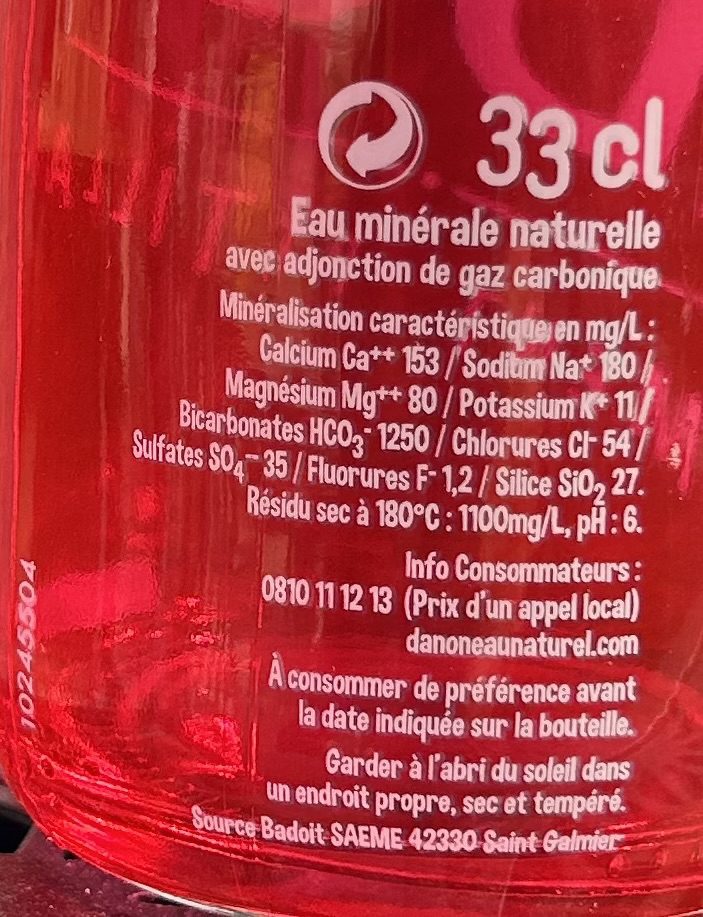 33 cl
Eau minérale naturelle
avec adjonction de gaz carbonique
Minéralisation caractéristique en mg/L :
Calcium Ca++ 153 / Sodium Na+ 180 /
Magnésium Mg++ 80 / Potassium K+ 11 /
Bicarbonates HCO₃- 1250 / Chlorures Cl- 54 /
Sulfates SO₄-- 35 / Fluorures F- 1,2 / Silice SiO₂ 27.
Résidu sec à 180°C : 1100mg/L, pH : 6.
Info Consommateurs :
0810 11 12 13 (Prix d'un appel local)
danoneaunaturel.com
À consommer de préférence avant
la date indiquée sur la bouteille.
Garder à l'abri du soleil dans
un endroit propre, sec et tempéré.
Source Badoit SAEME 42330 Saint Galmier
10245504